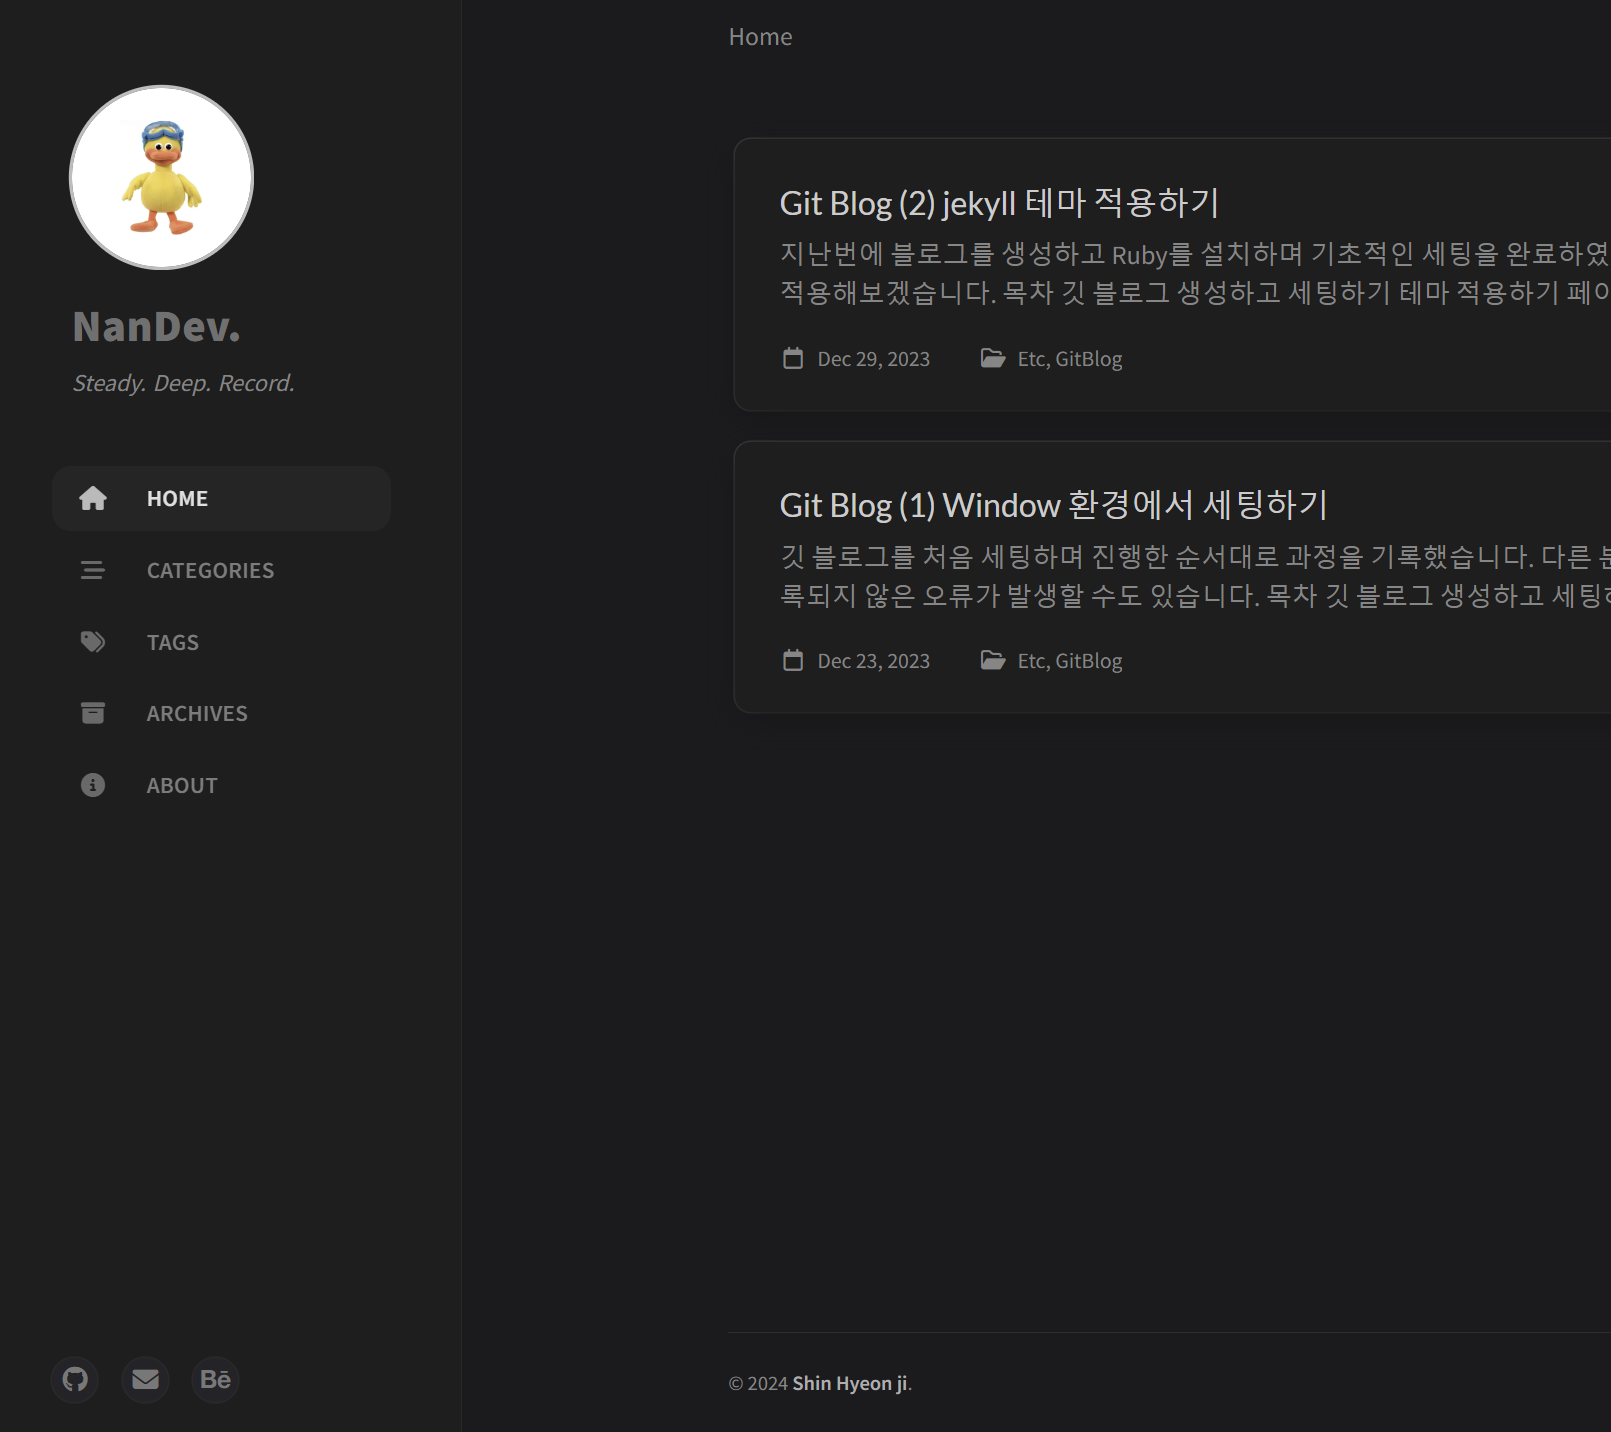 NanDev.
Steady. Deep. Record.
HOME
CATEGORIES
TAGS
ARCHIVES
ABOUT
Bē
Home
Git Blog (2) jekyll 테마 적용하기
지난번에 블로그를 생성하고 Ruby를 설치하며 기초적인 세팅을 완료하였
적용해보겠습니다. 목차 깃 블로그 생성하고 세팅하기 테마 적용하기
Dec 29, 2023
Etc, GitBlog
Git Blog (1) Window 환경에서 세팅하기
깃 블로그를 처음 세팅하며 진행한 순서대로 과정을 기록했습니다. 다른
록되지 않은 오류가 발생할 수도 있습니다. 목차 깃 블로그 생성하고
Dec 23, 2023
Etc, GitBlog
© 2024 Shin Hyeon ji.